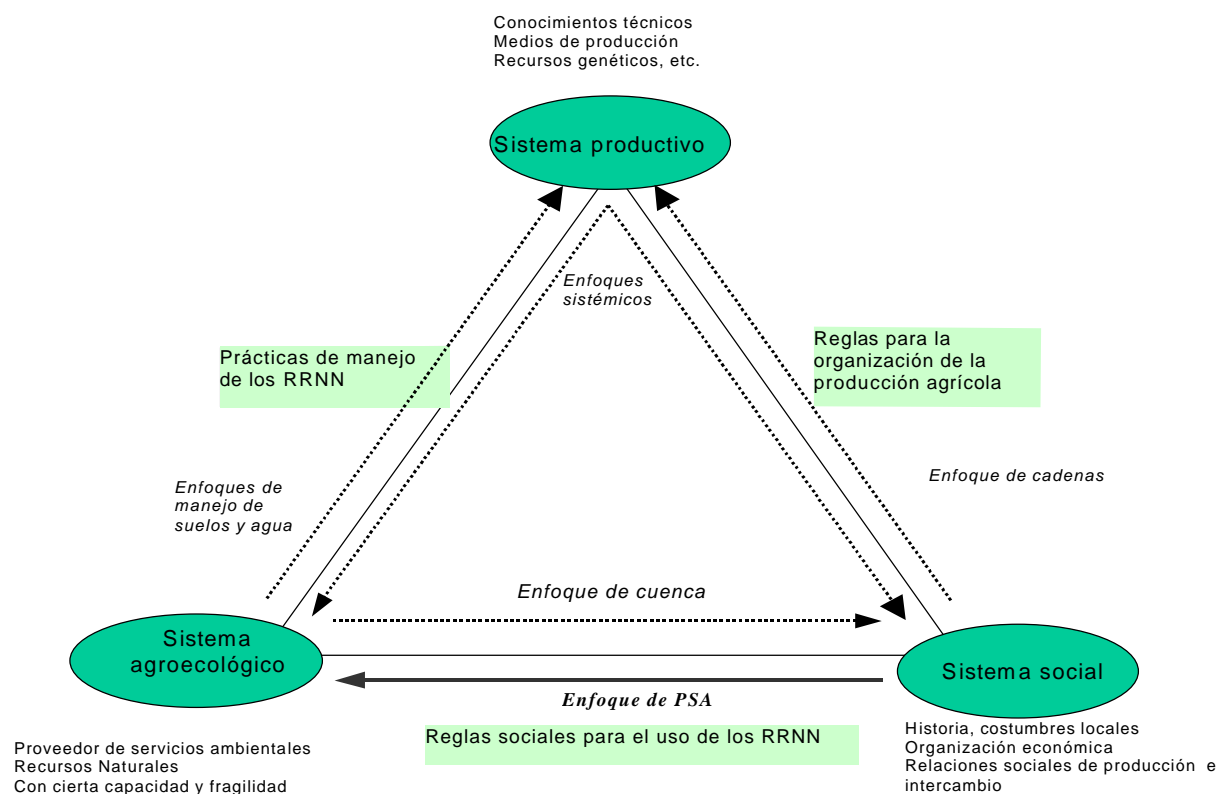 Conocimientos técnicos
Medios de producción
Recursos genéticos, etc.
Sistema productivo
Enfoques
sistémicos
Prácticas de manejo
de los RRNN
Reglas para la
organización de la
producción agrícola
Enfoques de
manejo de
suelos y agua
Enfoque de cadenas
Enfoque de cuenca
Sistema
agroecológico
Sistema social
Enfoque de PSA
Reglas sociales para el uso de los RRNN
Proveedor de servicios ambientales
Recursos Naturales
Con cierta capacidad y fragilidad
Historia, costumbres locales
Organización económica
Relaciones sociales de producción e
intercambio